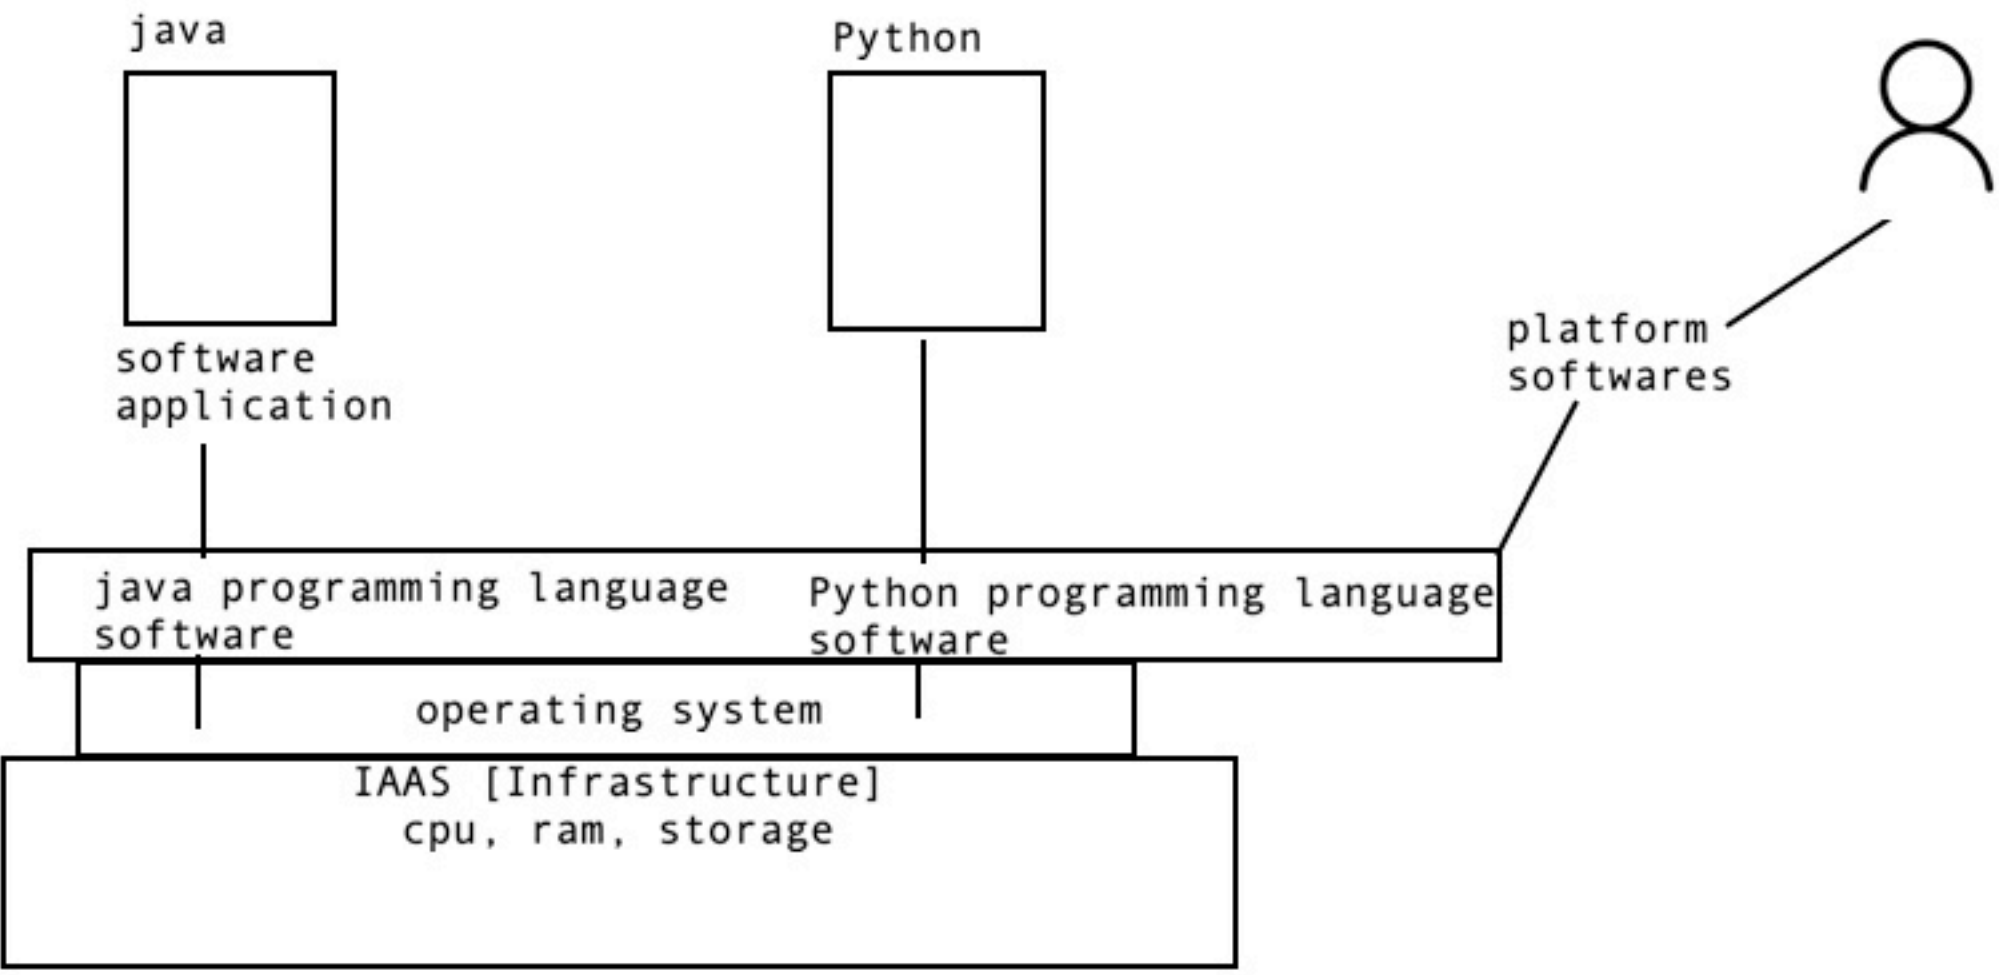 java
Python
software
application
platform
softwares
java programming language
software
Python programming language
software
operating system
IAAS [Infrastructure]
cpu, ram, storage